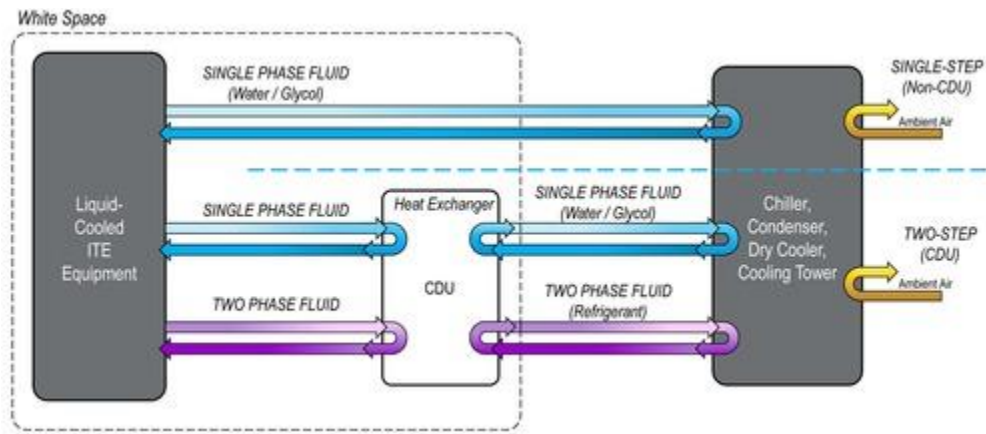 White Space
SINGLE PHASE FLUID
(Water / Glycol)
SINGLE-STEP
(Non-CDU)
Ambient Air
Liquid-
Cooled
ITE
Equipment
SINGLE PHASE FLUID
Heat Exchanger
CDU
SINGLE PHASE FLUID
(Water / Glycol)
Chiller,
Condenser,
Dry Cooler,
Cooling Tower
TWO-STEP
(CDU)
Ambient Air
TWO PHASE FLUID
TWO PHASE FLUID
(Refrigerant)